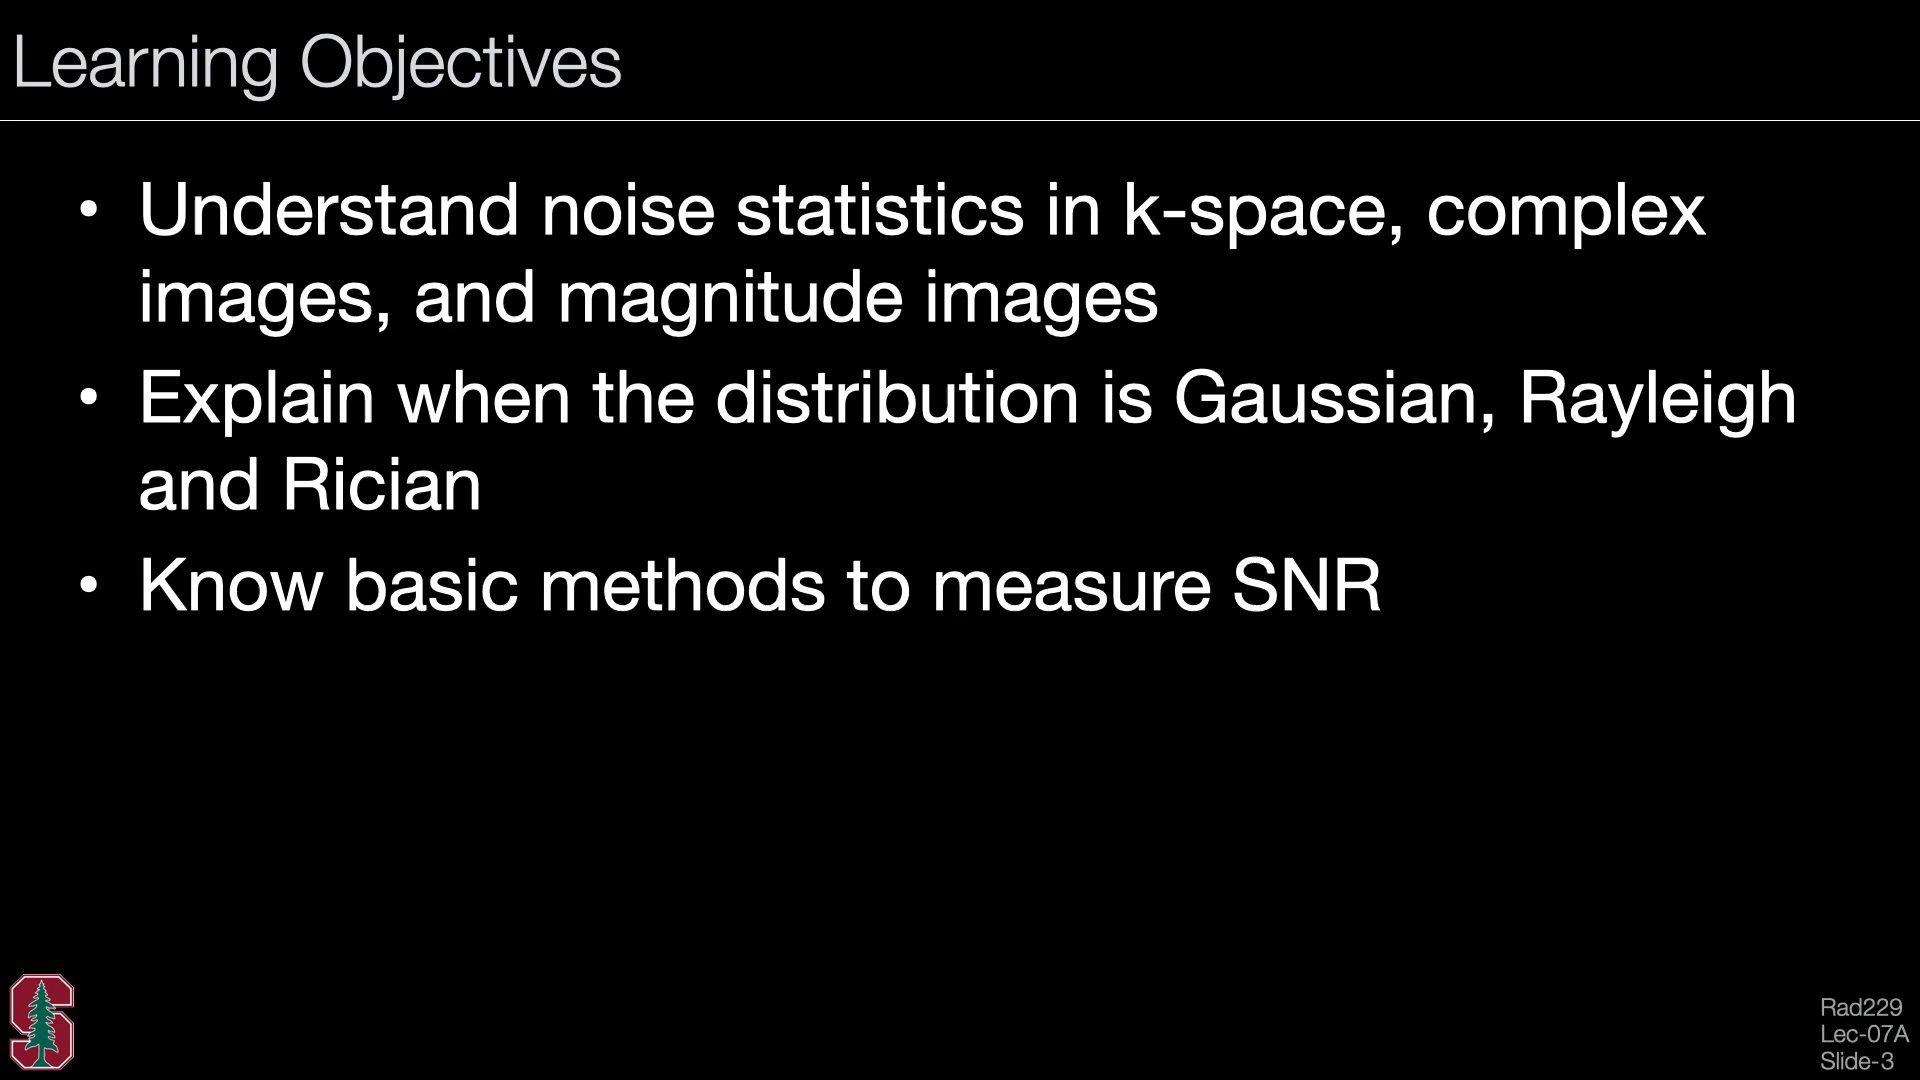 Learning Objectives
• Understand noise statistics in k-space, complex
images, and magnitude images
• Explain when the distribution is Gaussian, Rayleigh
and Rician
• Know basic methods to measure SNR
Rad229
Lec-07A
Slide-3